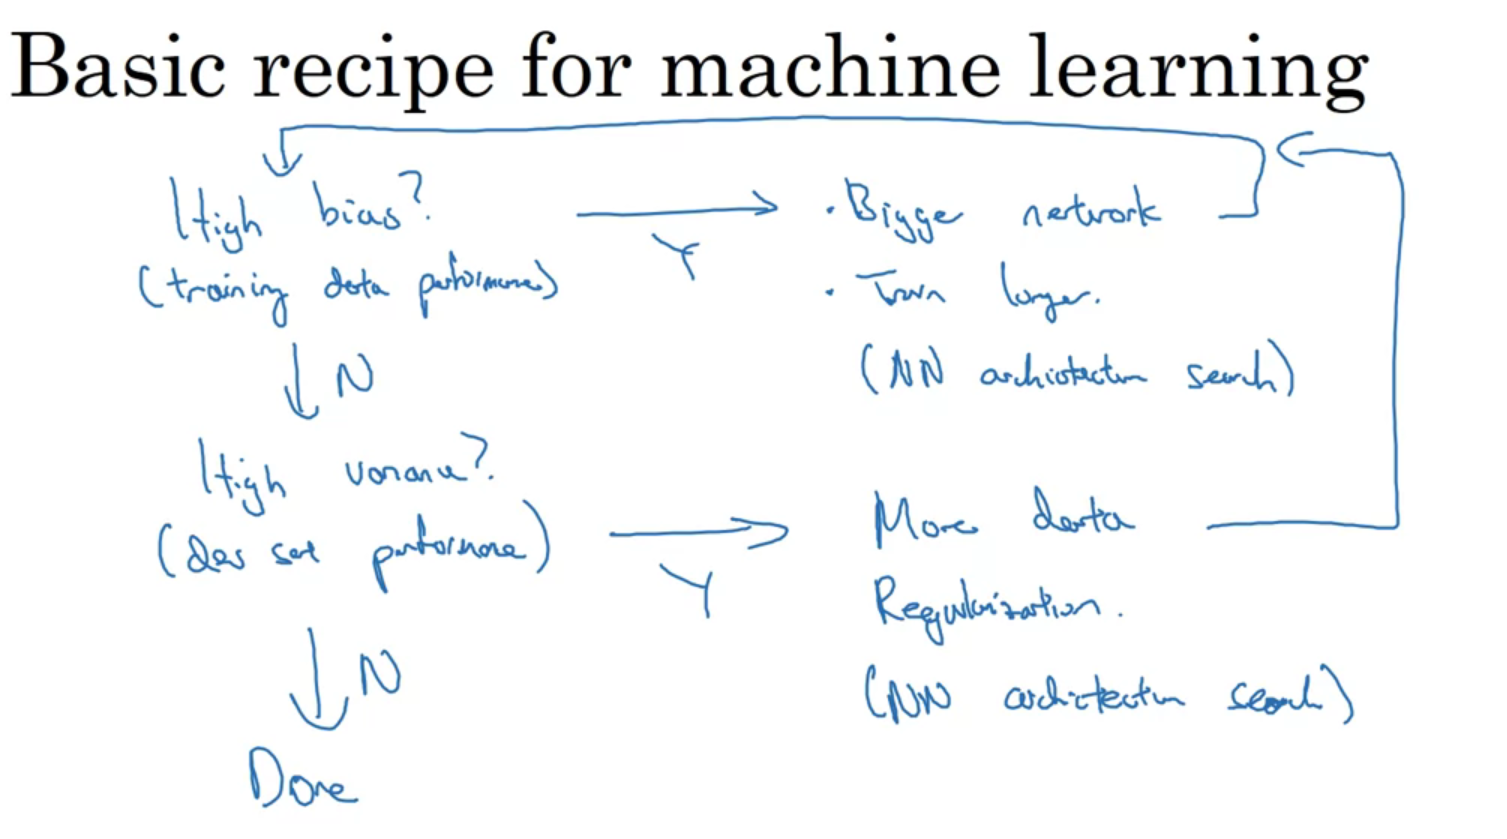 Basic recipe for machine learning
High bias?
(training data performance)
Y
· Bigger network
· Train longer.
(NN architecture search)
N
High variance?
(dev set performance)
Y
More data
Regularization.
(NN architecture search)
N
Done